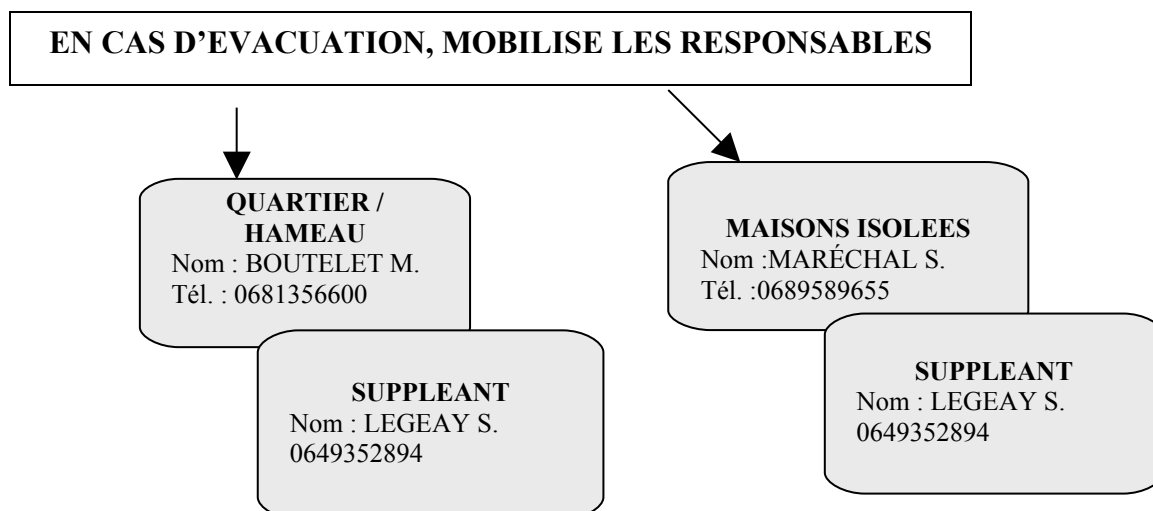 EN CAS D’EVACUATION, MOBILISE LES RESPONSABLES
QUARTIER /
HAMEAU
Nom : BOUTELET M.
Tél. : 0681356600
SUPPLEANT
Nom : LEGEAY S.
0649352894
MAISONS ISOLEES
Nom :MARÉCHAL S.
Tél. :0689589655
SUPPLEANT
Nom : LEGEAY S.
0649352894